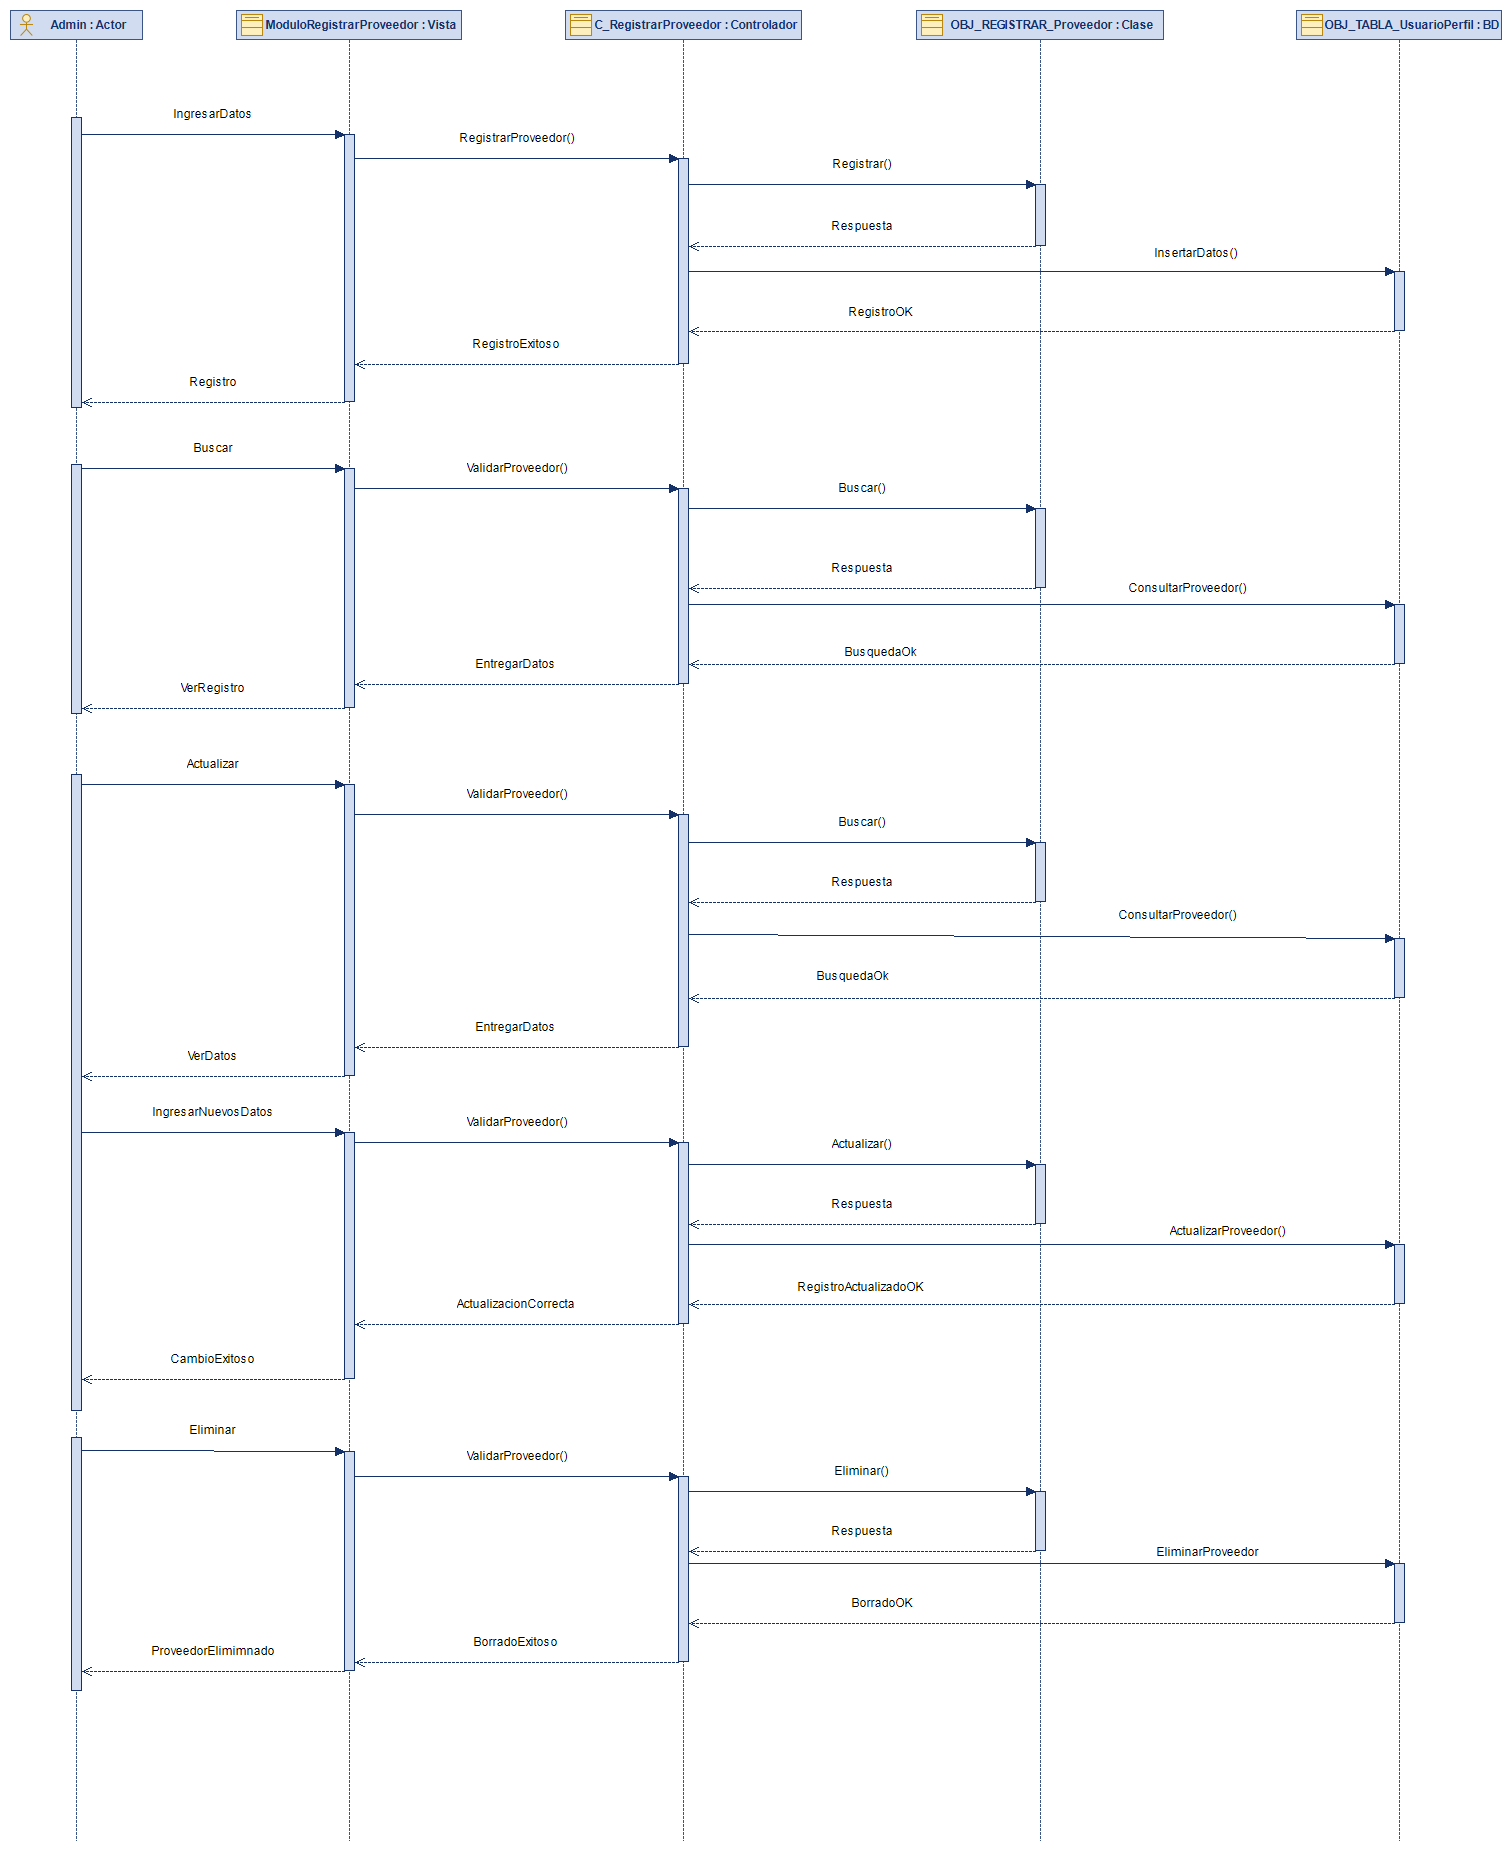 Admin : Actor
ModuloRegistrarProveedor : Vista
C_RegistrarProveedor : Controlador
OBJ_REGISTRAR_Proveedor : Clase
OBJ_TABLA_UsuarioPerfil : BD
IngresarDatos
RegistrarProveedor()
Registrar()
Respuesta
InsertarDatos()
RegistroOK
RegistroExitoso
Registro
Buscar
ValidarProveedor()
Buscar()
Respuesta
ConsultarProveedor()
BusquedaOk
EntregarDatos
VerRegistro
Actualizar
ValidarProveedor()
Buscar()
Respuesta
ConsultarProveedor()
BusquedaOk
EntregarDatos
VerDatos
IngresarNuevosDatos
ValidarProveedor()
Actualizar()
Respuesta
ActualizarProveedor()
RegistroActualizadoOK
ActualizacionCorrecta
CambioExitoso
Eliminar
ValidarProveedor()
Eliminar()
Respuesta
EliminarProveedor
BorradoOK
BorradoExitoso
ProveedorElimimnado